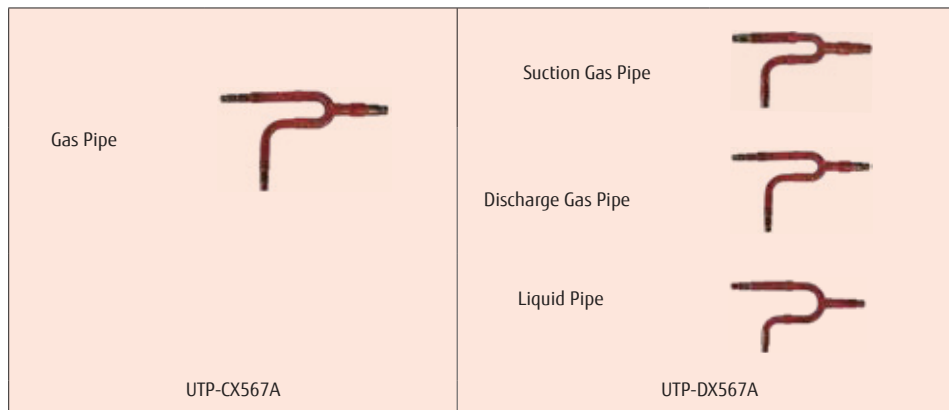 Gas Pipe
UTP-CX567A
Suction Gas Pipe
Discharge Gas Pipe
Liquid Pipe
UTP-DX567A